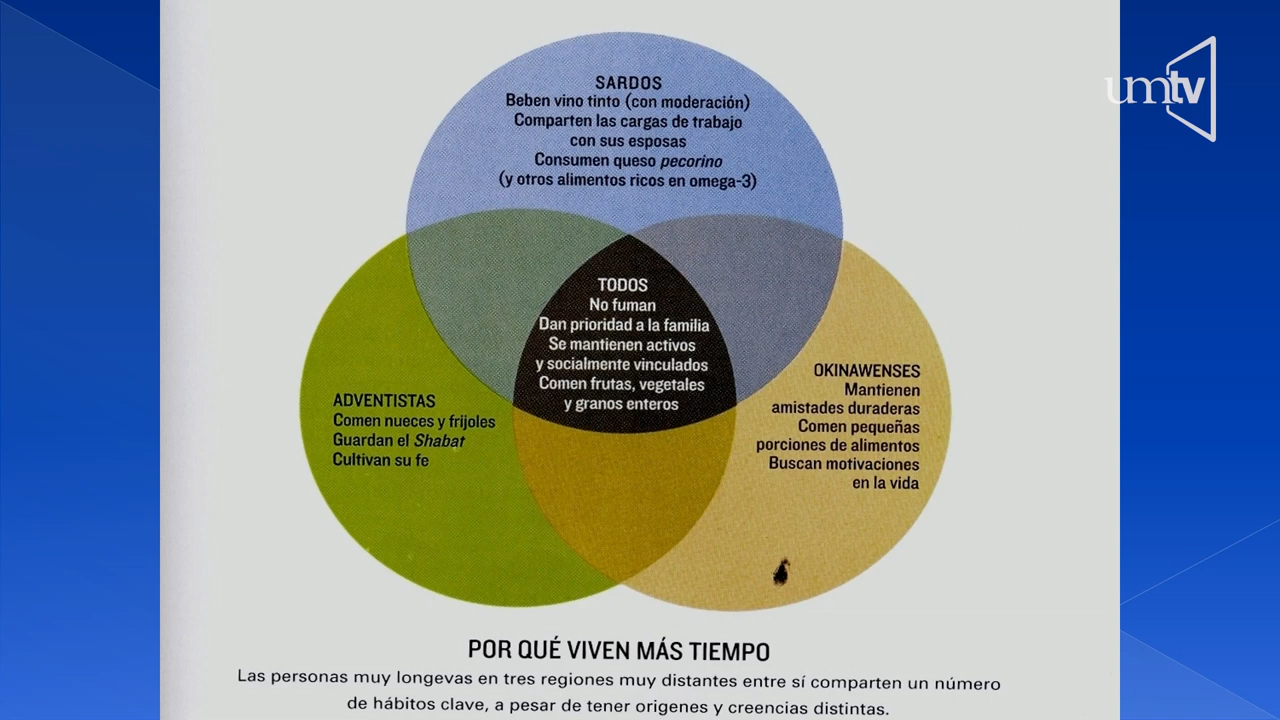 umtv
SARDOS
Beben vino tinto (con moderación)
Comparten las cargas de trabajo
con sus esposas
Consumen queso pecorino
(y otros alimentos ricos en omega-3)
TODOS
No fuman
Dan prioridad a la familia
Se mantienen activos
y socialmente vinculados
Comen frutas, vegetales
y granos enteros
ADVENTISTAS
Comen nueces y frijoles
Guardan el Shabat
Cultivan su fe
OKINAWENSES
Mantienen
amistades duraderas
Comen pequeñas
porciones de alimentos
Buscan motivaciones
en la vida
POR QUÉ VIVEN MÁS TIEMPO
Las personas muy longevas en tres regiones muy distantes entre sí comparten un número
de hábitos clave, a pesar de tener origenes y creencias distintas.